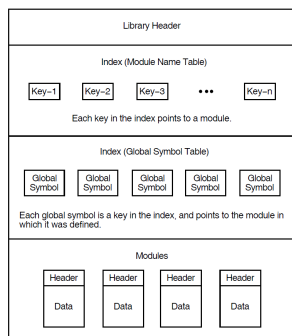 Library Header
Index (Module Name Table)
Key-1 Key-2 Key-3 ••• Key-n
Each key in the index points to a module.
Index (Global Symbol Table)
Global Global Global Global Global
Symbol Symbol Symbol Symbol Symbol
Each global symbol is a key in the index, and points to the module in
which it was defined.
Modules
Header Header Header Header
Data Data Data Data